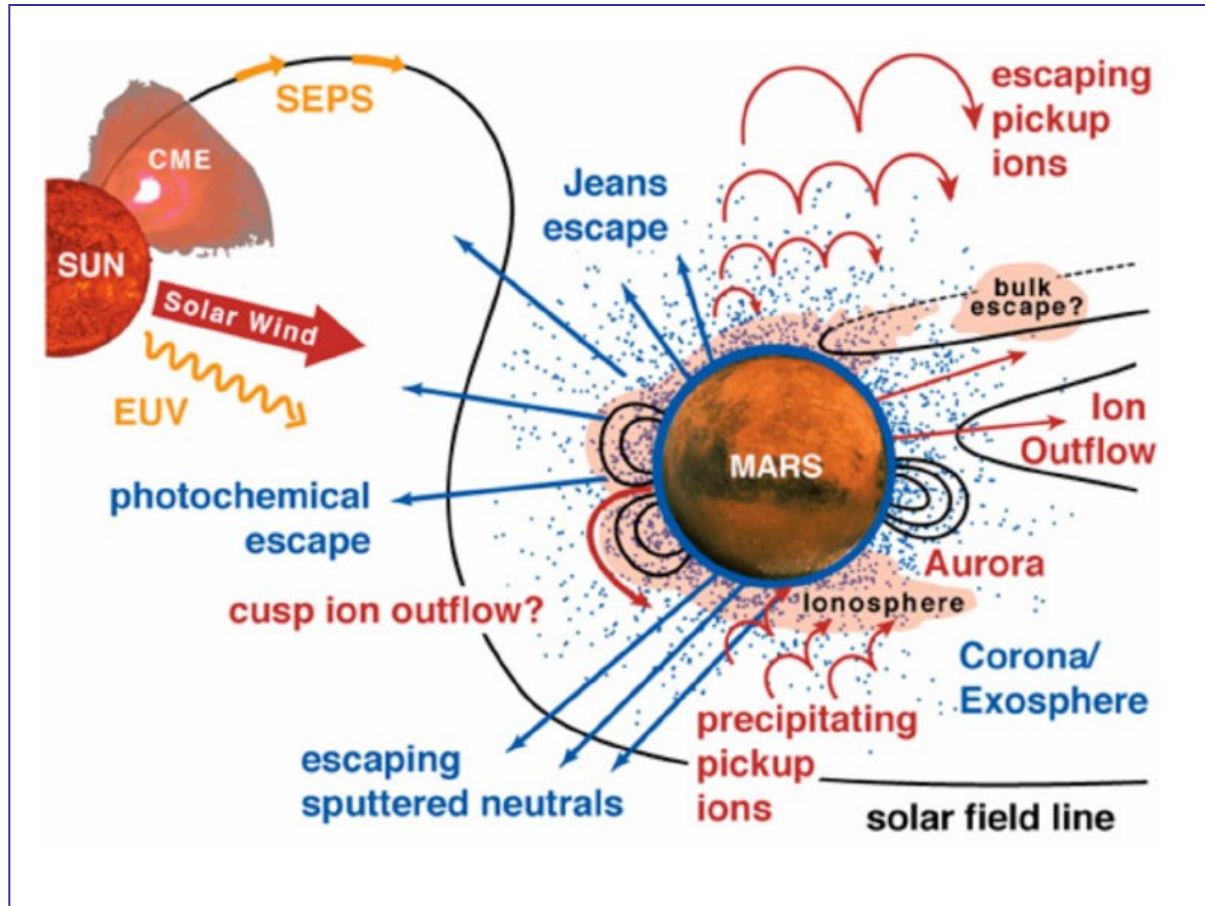 SEPS
CME
SUN
Solar Wind
EUV
Jeans
escape
escaping
pickup
ions
bulk
escape?
Ion
Outflow
MARS
photochemical
escape
cusp ion outflow?
Aurora
Ionosphere
Corona/
Exosphere
precipitating
pickup
ions
escaping
sputtered neutrals
solar field line